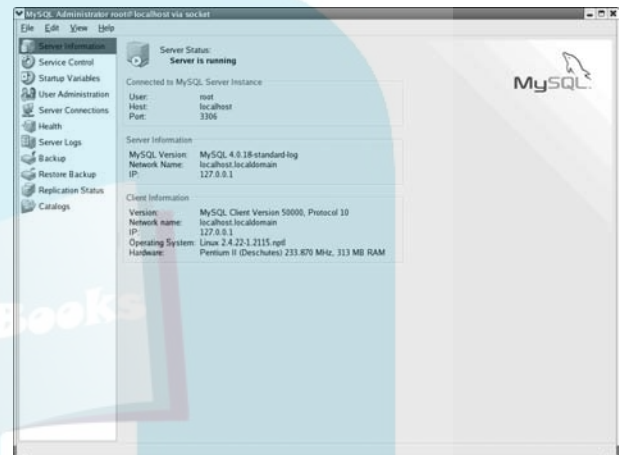 MySQL Administrator root@localhost via socket
File Edit View Help
Server Information
Service Control
Startup Variables
User Administration
Server Connections
Health
Server Logs
Backup
Restore Backup
Replication Status
Catalogs
Server Status:
Server is running
Connected to MySQL Server Instance
User: root
Host: localhost
Port: 3306
Server Information
MySQL Version: MySQL 4.0.18-standard-log
Network Name: localhost.localdomain
IP: 127.0.0.1
Client Information
Version: MySQL Client Version 50000, Protocol 10
Network name: localhost.localdomain
IP: 127.0.0.1
Operating System: Linux 2.4.22-1.2115.nptl
Hardware: Pentium II (Deschutes) 233.870 MHz, 313 MB RAM
MySQL
Books